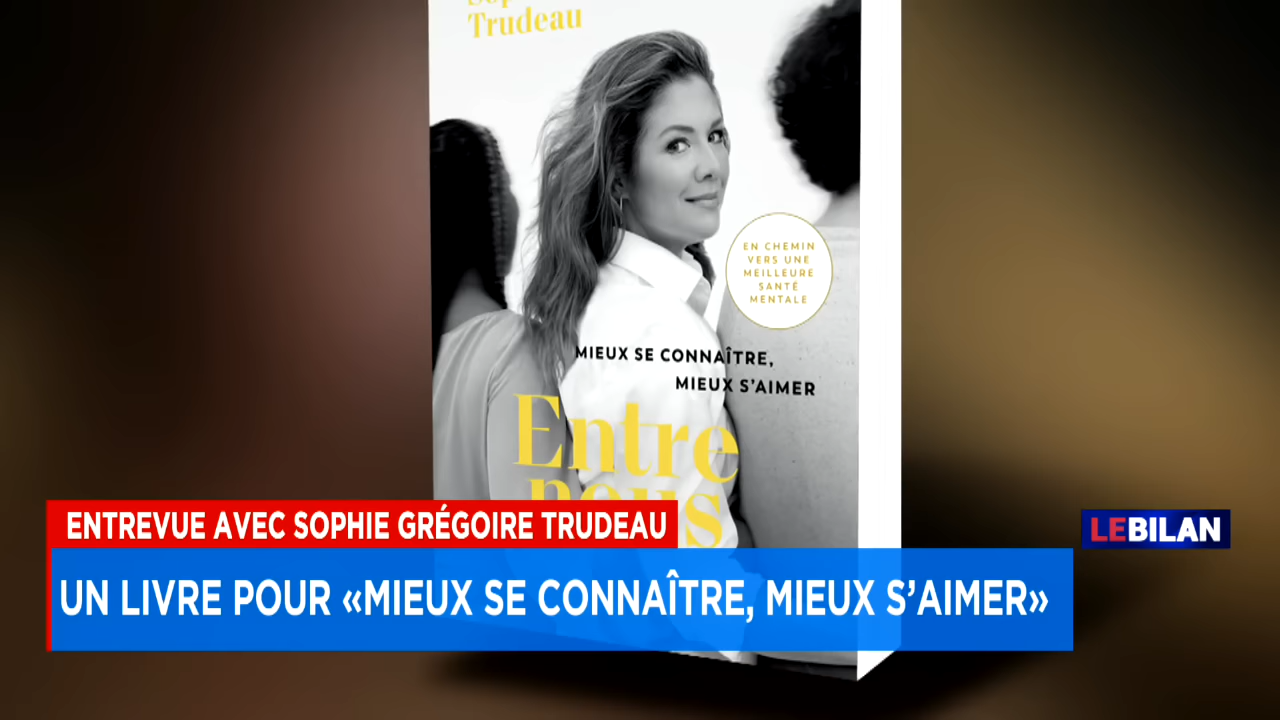 Trudeau
EN CHEMIN
VERS UNE
MEILLEURE
SANTÉ
MENTALE
MIEUX SE CONNAÎTRE,
MIEUX S'AIMER
Entre
nous
ENTREVUE AVEC SOPHIE GRÉGOIRE TRUDEAU
LEBILAN
UN LIVRE POUR «MIEUX SE CONNAÎTRE, MIEUX S'AIMER»